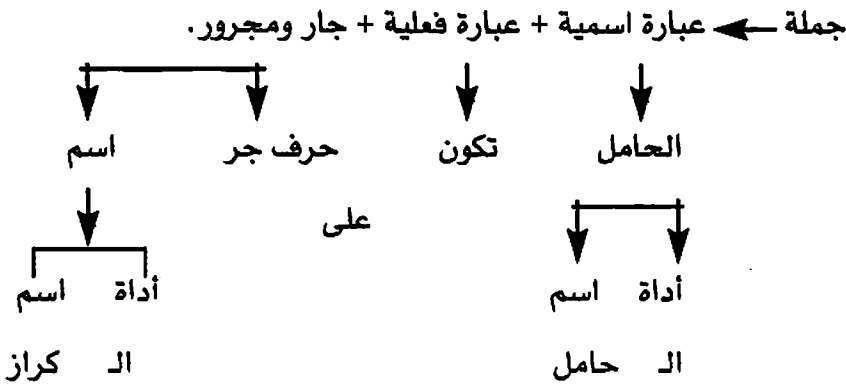 جملة ← عبارة اسمية + عبارة فعلية + جار ومجرور.
الحامل تكون حرف جر اسم
على
أداة اسم أداة اسم
الـ حامل الـ كراز